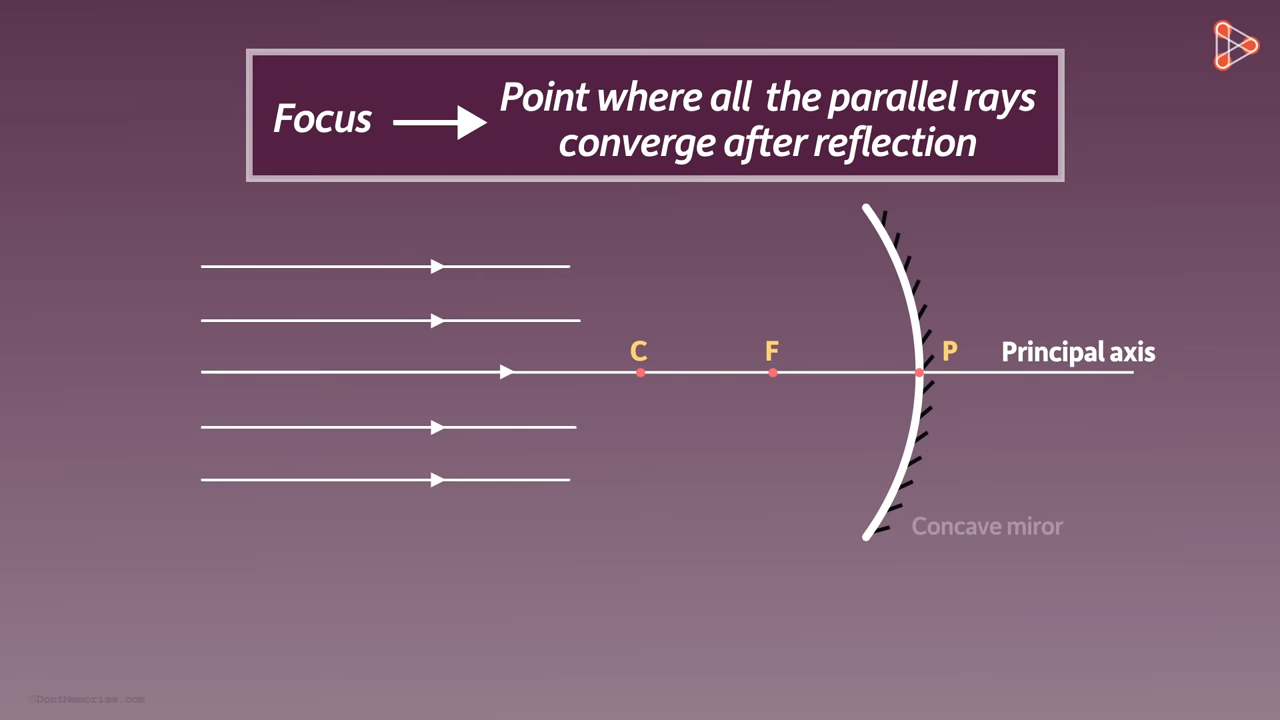 Focus
Point where all the parallel rays
converge after reflection
C
F
P
Principal axis
Concave miror
©DontMemorise.com